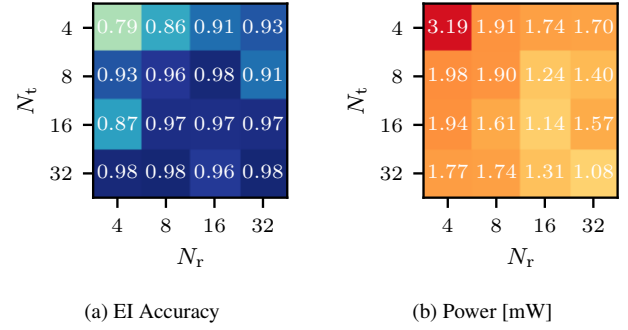 4 0.79 0.86 0.91 0.93
8 0.93 0.96 0.98 0.91
16 0.87 0.97 0.97 0.97
32 0.98 0.98 0.96 0.98
N_t
4 8 16 32
N_r
(a) EI Accuracy
4 3.19 1.91 1.74 1.70
8 1.98 1.90 1.24 1.40
16 1.94 1.61 1.14 1.57
32 1.77 1.74 1.31 1.08
N_t
4 8 16 32
N_r
(b) Power [mW]